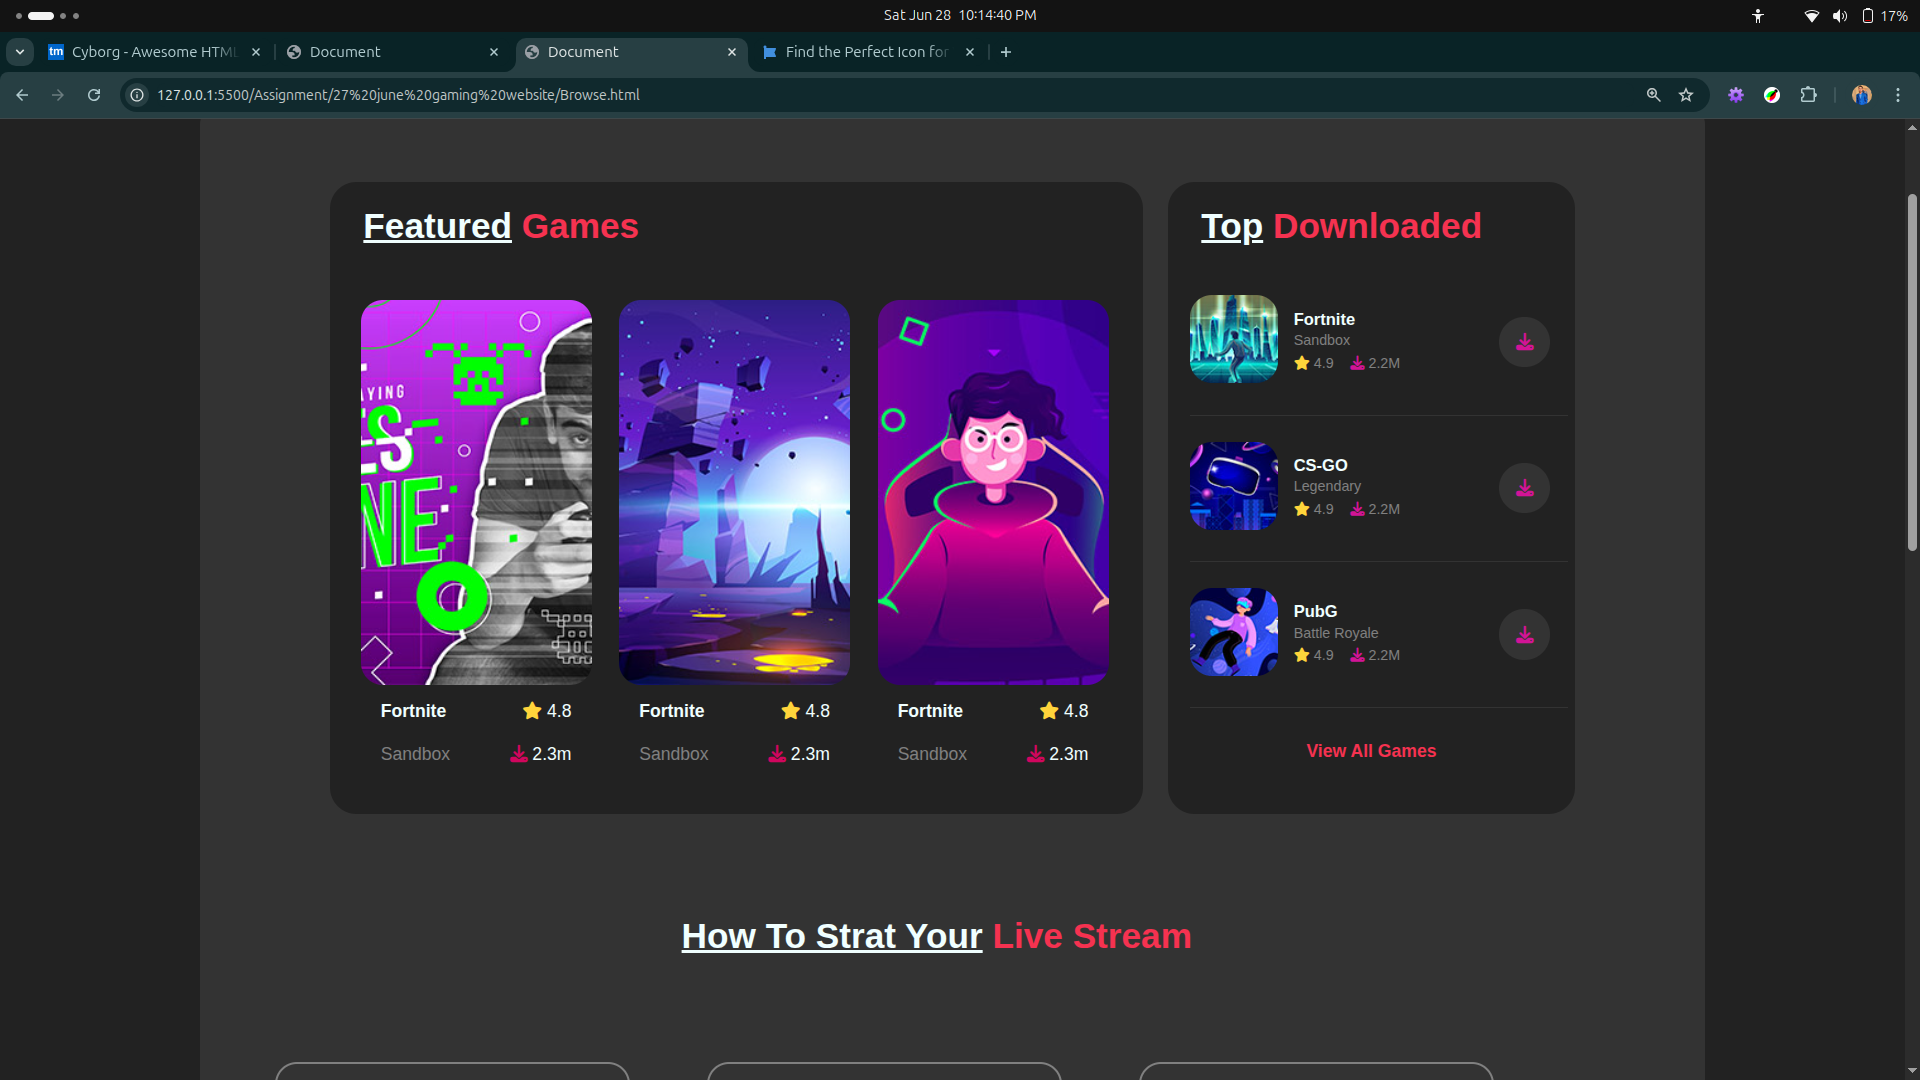 Sat Jun 28 10:14:40 PM
17%
tm Cyborg - Awesome HTML
Document
Document
Find the Perfect Icon for
127.0.0.1:5500/Assignment/27%20june%20gaming%20website/Browse.html
Featured Games
Top Downloaded
AYING
ES
NE
Fortnite 4.8
Sandbox 2.3m
Fortnite 4.8
Sandbox 2.3m
Fortnite 4.8
Sandbox 2.3m
Fortnite
Sandbox
4.9 2.2M
CS-GO
Legendary
4.9 2.2M
PubG
Battle Royale
4.9 2.2M
View All Games
How To Strat Your Live Stream